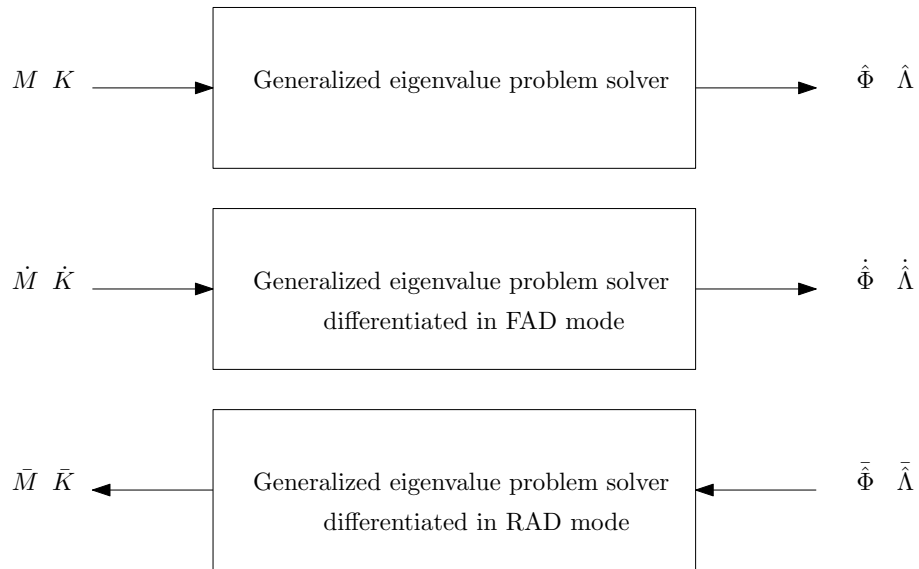 M K Generalized eigenvalue problem solver Φ̂ Λ̂
Ṁ K̇ Generalized eigenvalue problem solver Φ̂̇ Λ̂̇
differentiated in FAD mode
M̄ K̄ Generalized eigenvalue problem solver Φ̂̄ Λ̂̄
differentiated in RAD mode